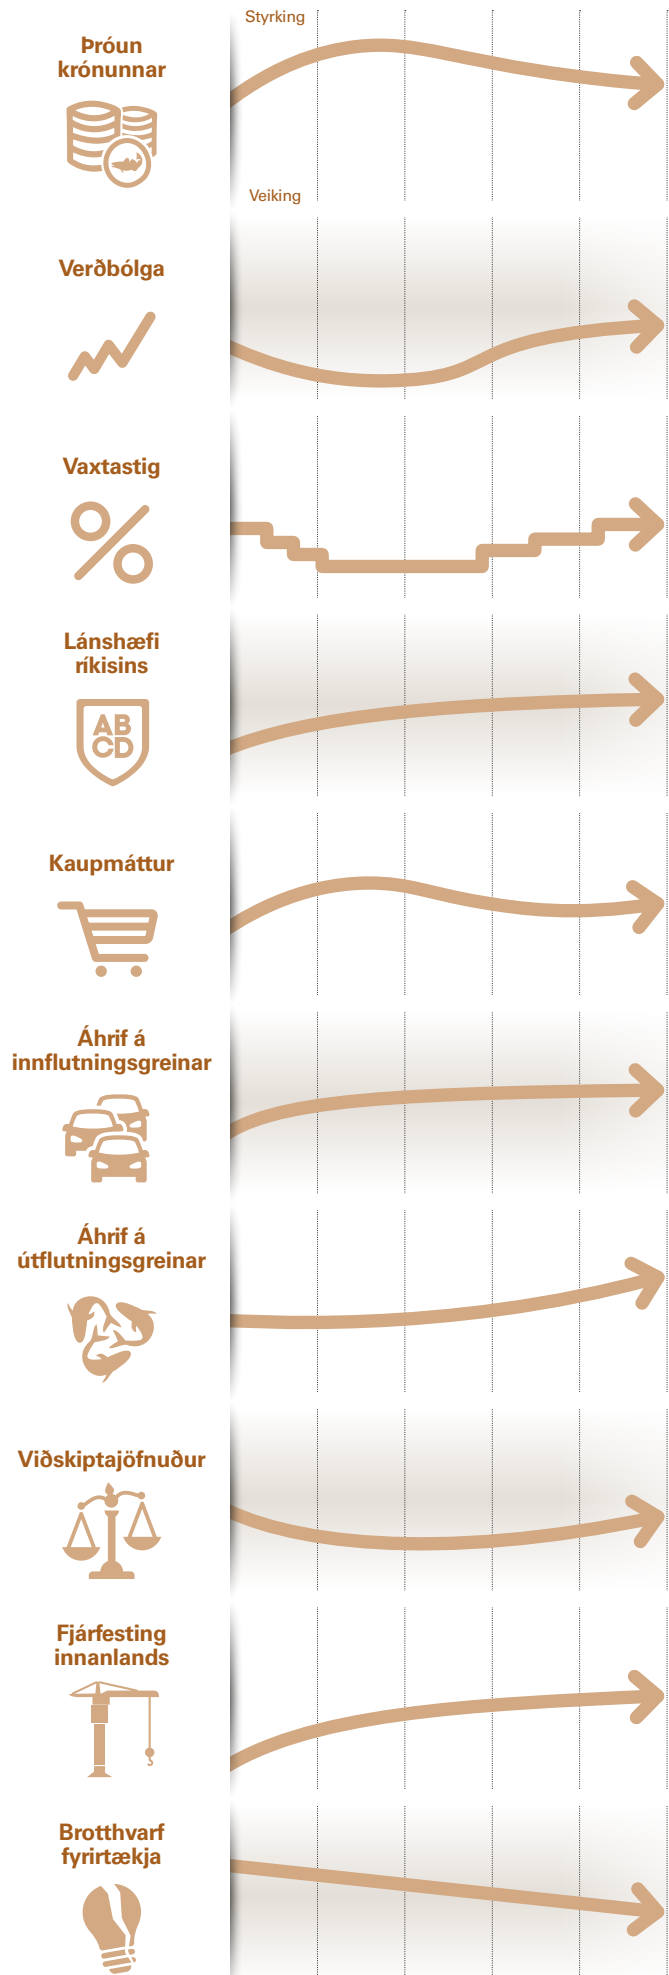 Styrking
Þróun
krónunnar
Veiking
Verðbólga
Vaxtastig
Lánshæfi
ríkisins
AB
CD
Kaupmáttur
Áhrif á
innflutningsgreinar
Áhrif á
útflutningsgreinar
Viðskiptajöfnuður
Fjárfesting
innanlands
Brotthvarf
fyrirtækja